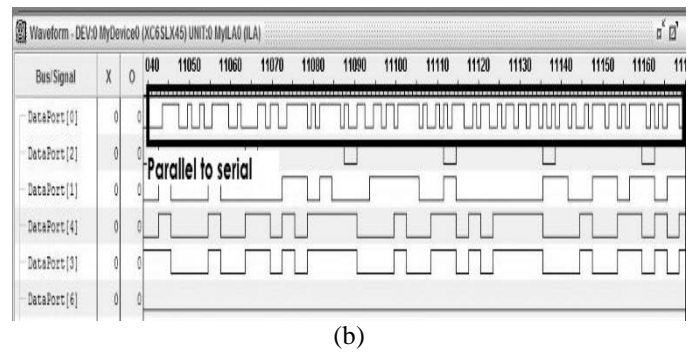 Waveform - DEV:0 MyDevice0 (XC6SLX45) UNIT:0 MyILA0 (ILA)
Bus/Signal X O 040 11050 11060 11070 11080 11090 11100 11110 11120 11130 11140 11150 11160 111
DataPort[0] 0 0
DataPort[2] 0 0
Parallel to serial
DataPort[1] 0 0
DataPort[4] 0 0
DataPort[3] 0 0
DataPort[6] 0 0
(b)